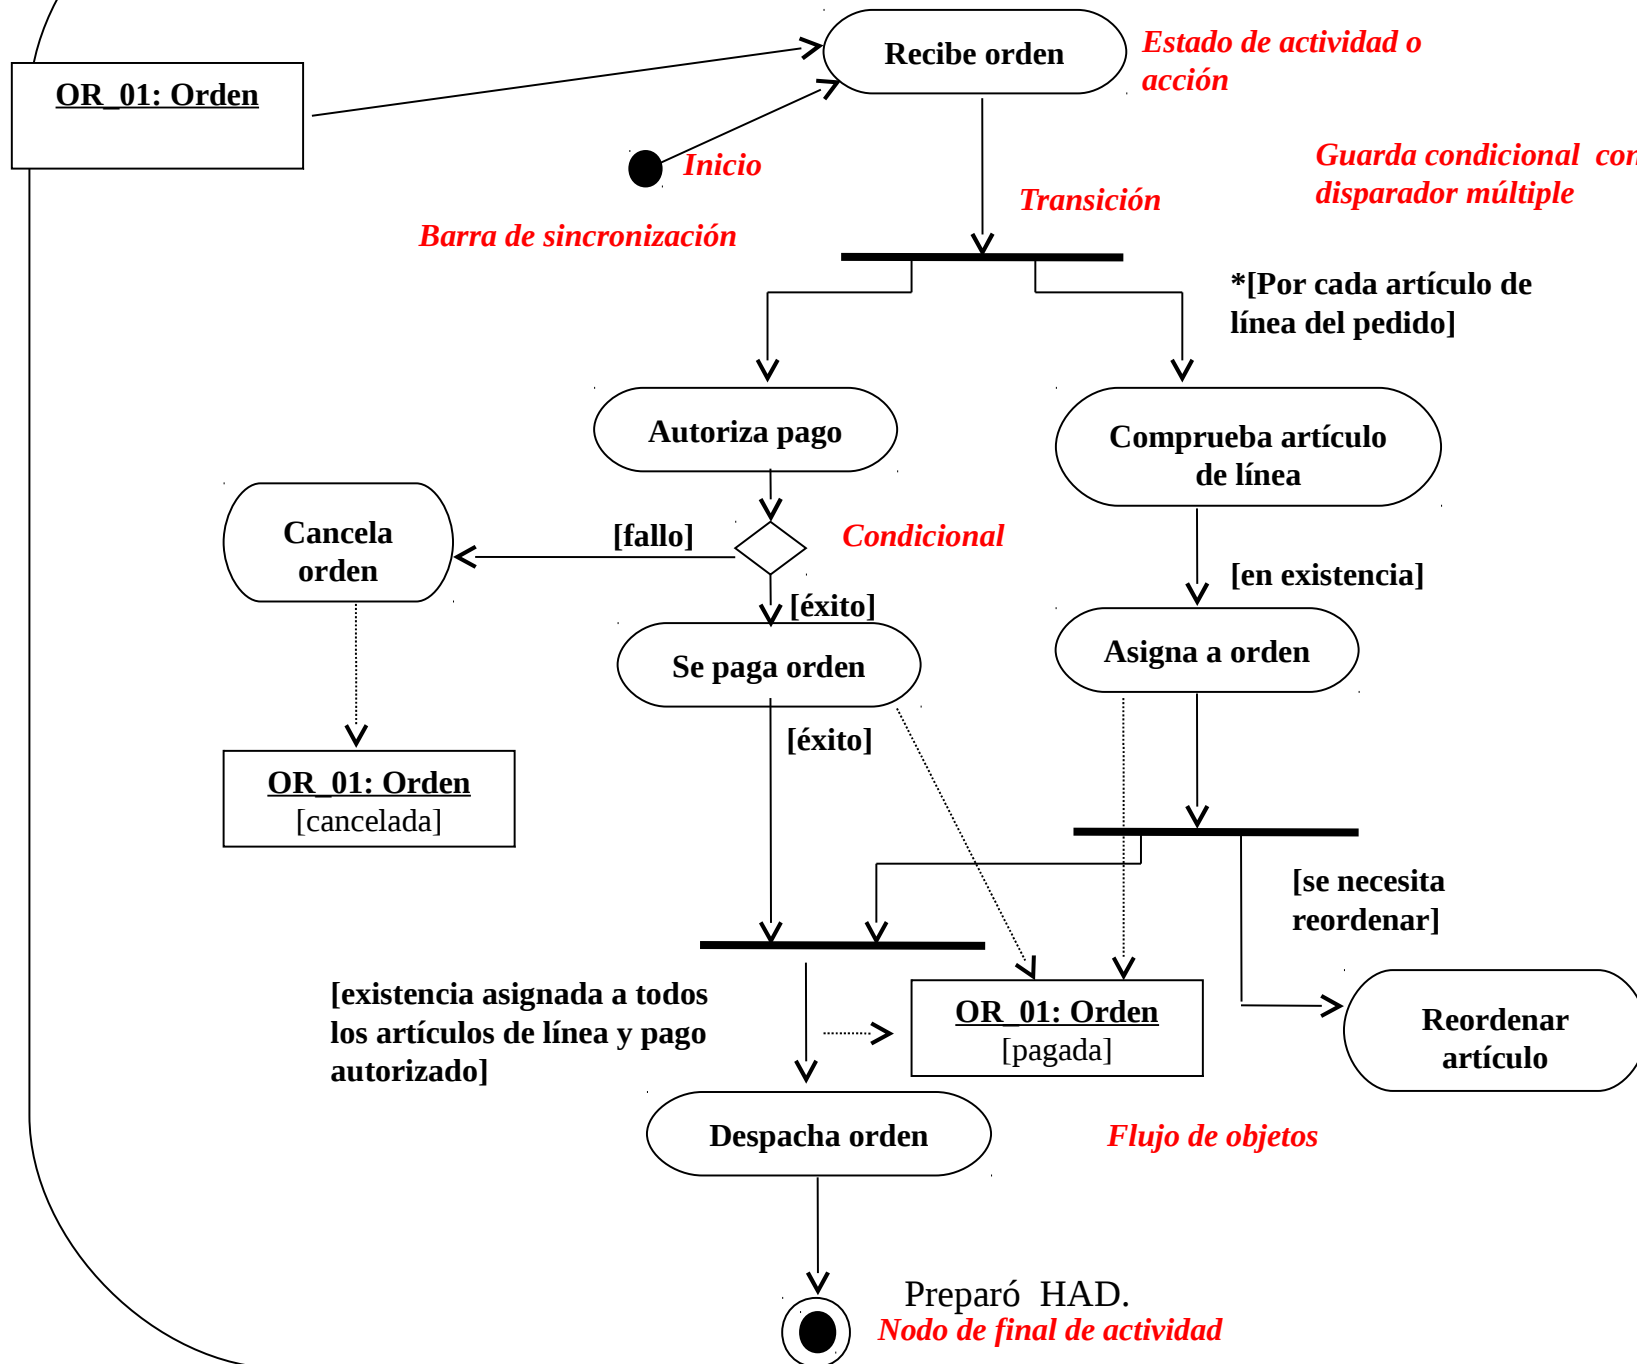 Recibe orden
Estado de actividad o
acción
OR_01: Orden
Inicio
Guarda condicional con
disparador múltiple
Transición
Barra de sincronización
*[Por cada artículo de
línea del pedido]
Autoriza pago
Comprueba artículo
de línea
Cancela
orden
[fallo]
Condicional
[en existencia]
[éxito]
Se paga orden
Asigna a orden
[éxito]
OR_01: Orden
[cancelada]
[se necesita
reordenar]
[existencia asignada a todos
los artículos de línea y pago
autorizado]
OR_01: Orden
[pagada]
Reordenar
artículo
Despacha orden
Flujo de objetos
Preparó HAD.
Nodo de final de actividad